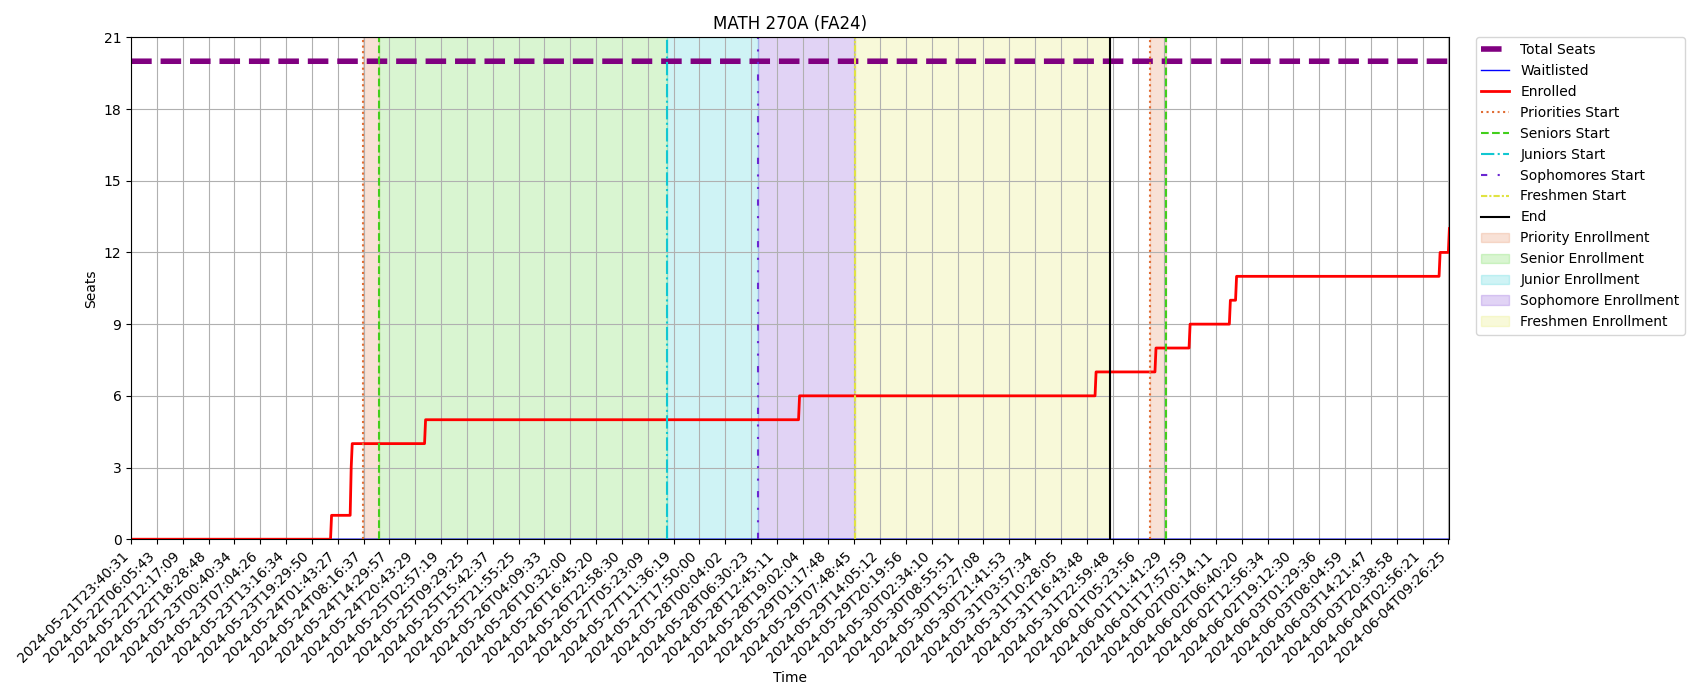 MATH 270A (FA24)
21
18
15
12
9
6
3
0
Seats
2024-05-21T23:40:31
2024-05-22T06:05:43
2024-05-22T12:17:09
2024-05-22T18:28:48
2024-05-23T00:40:34
2024-05-23T07:04:26
2024-05-23T13:16:34
2024-05-23T19:29:50
2024-05-24T01:43:27
2024-05-24T08:16:37
2024-05-24T14:29:57
2024-05-24T20:43:29
2024-05-25T02:57:19
2024-05-25T09:29:25
2024-05-25T15:42:37
2024-05-25T21:55:25
2024-05-26T04:09:33
2024-05-26T10:32:00
2024-05-26T16:45:20
2024-05-26T22:58:30
2024-05-27T05:23:09
2024-05-27T11:36:19
2024-05-27T17:50:00
2024-05-28T00:04:02
2024-05-28T06:30:23
2024-05-28T12:45:11
2024-05-28T19:02:04
2024-05-29T01:17:48
2024-05-29T07:48:45
2024-05-29T14:05:12
2024-05-29T20:19:56
2024-05-30T02:34:10
2024-05-30T08:55:51
2024-05-30T15:27:08
2024-05-30T21:41:53
2024-05-31T03:57:34
2024-05-31T10:28:05
2024-05-31T16:43:48
2024-05-31T22:59:48
2024-06-01T05:23:56
2024-06-01T11:41:29
2024-06-01T17:57:59
2024-06-02T00:14:11
2024-06-02T06:40:20
2024-06-02T12:56:34
2024-06-02T19:12:30
2024-06-03T01:29:36
2024-06-03T08:04:59
2024-06-03T14:21:47
2024-06-03T20:38:58
2024-06-04T02:56:21
2024-06-04T09:26:25
Time
Total Seats
Waitlisted
Enrolled
Priorities Start
Seniors Start
Juniors Start
Sophomores Start
Freshmen Start
End
Priority Enrollment
Senior Enrollment
Junior Enrollment
Sophomore Enrollment
Freshmen Enrollment